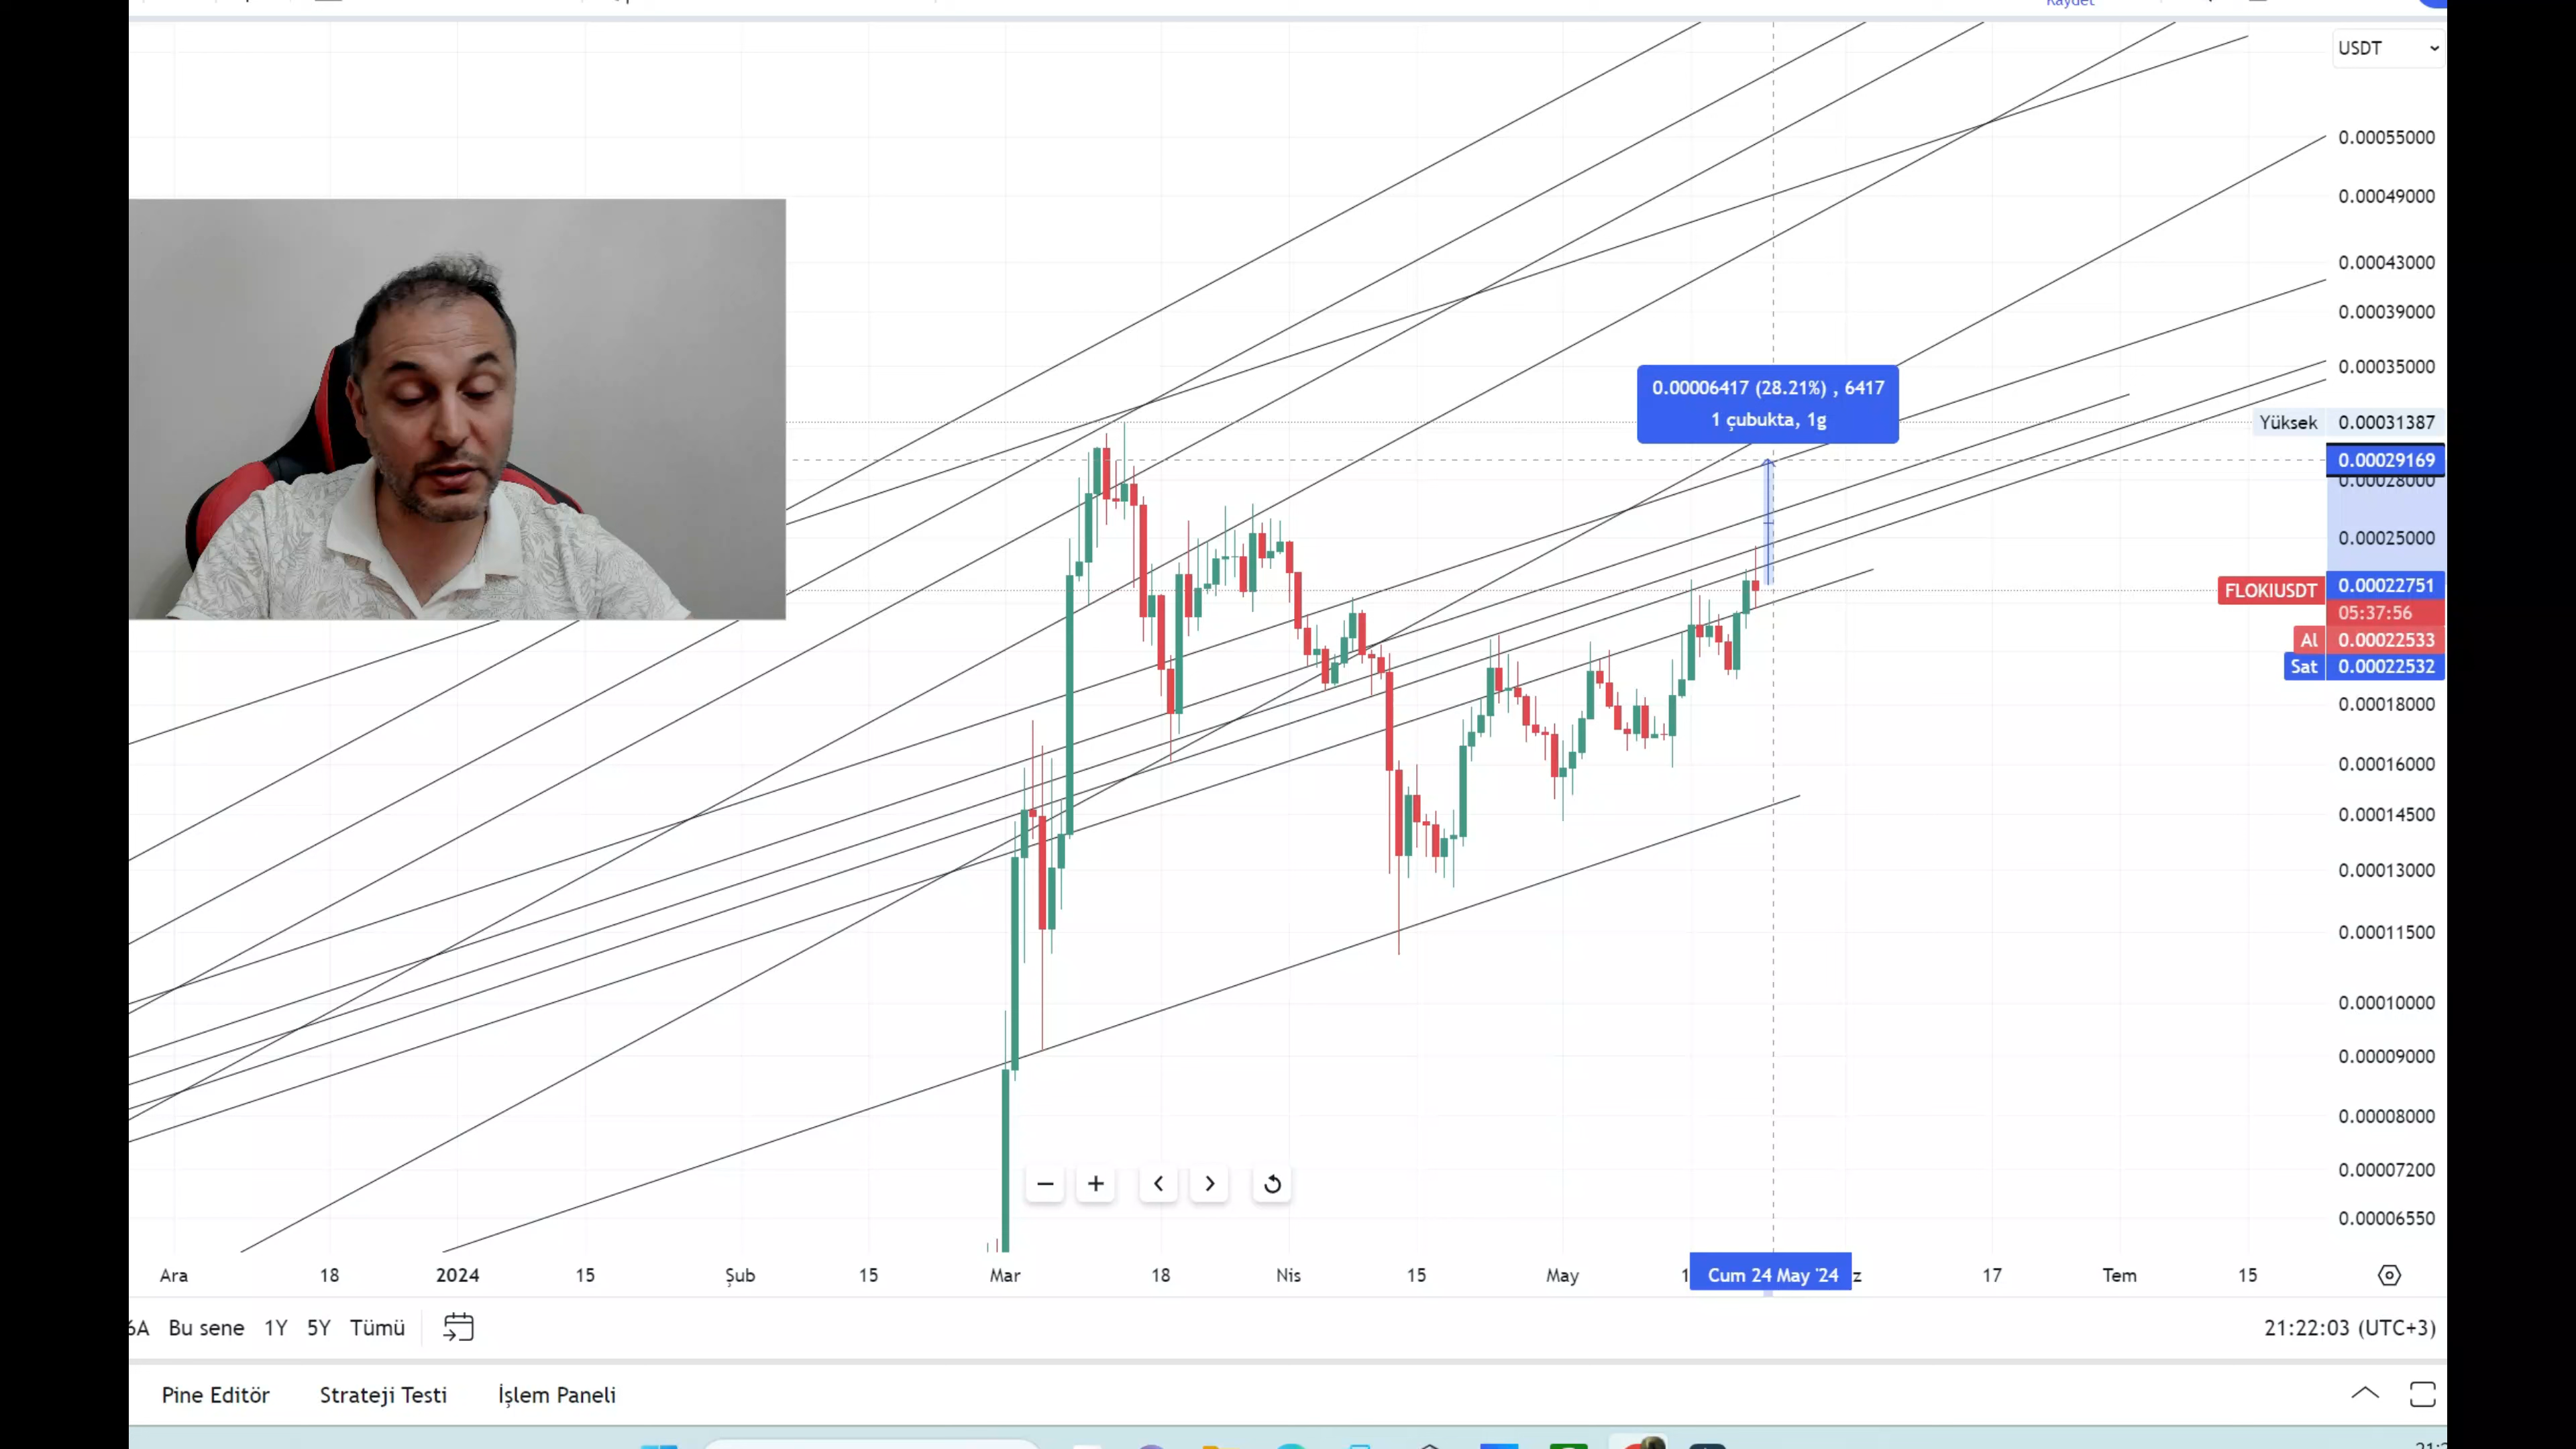 Kaydet
USDT
0.00055000
0.00049000
0.00043000
0.00039000
0.00035000
0.00006417 (28.21%) , 6417
1 çubukta, 1g
Yüksek 0.00031387
0.00029169
0.00028000
0.00025000
0.00022751
FLOKIUSDT
05:37:56
Al 0.00022533
Sat 0.00022532
0.00018000
0.00016000
0.00014500
0.00013000
0.00011500
0.00010000
0.00009000
0.00008000
0.00007200
0.00006550
Ara 18 2024 15 Şub 15 Mar 18 Nis 15 May Cum 24 May '24 17 Tem 15
6A Bu sene 1Y 5Y Tümü 21:22:03 (UTC+3)
Pine Editör Strateji Testi İşlem Paneli